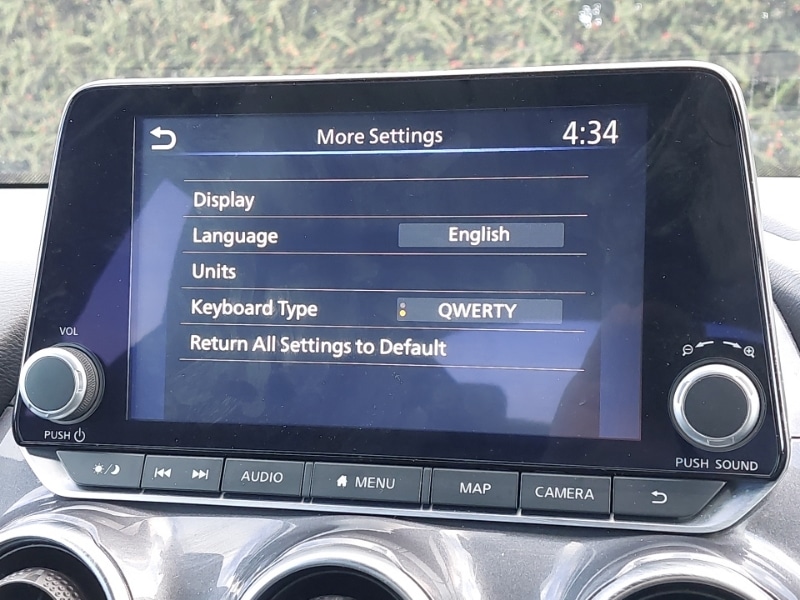 More Settings 4:34
Display
Language English
Units
Keyboard Type QWERTY
Return All Settings to Default
VOL
PUSH
PUSH SOUND
AUDIO MENU MAP CAMERA